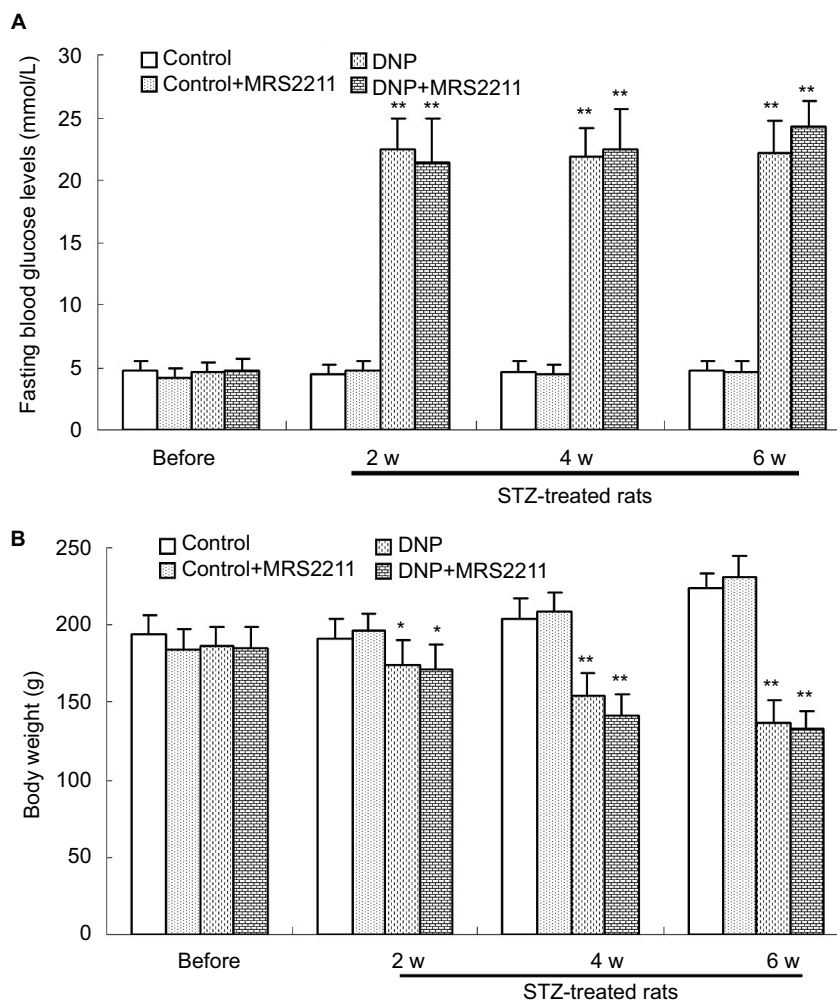 A
Control
DNP
Control+MRS2211
DNP+MRS2211
Fasting blood glucose levels (mmol/L)
30
25
20
15
10
5
0
** **
** **
** **
Before
2 w
4 w
6 w
STZ-treated rats
B
Control
DNP
Control+MRS2211
DNP+MRS2211
Body weight (g)
250
200
150
100
50
0
* *
** **
** **
Before
2 w
4 w
6 w
STZ-treated rats